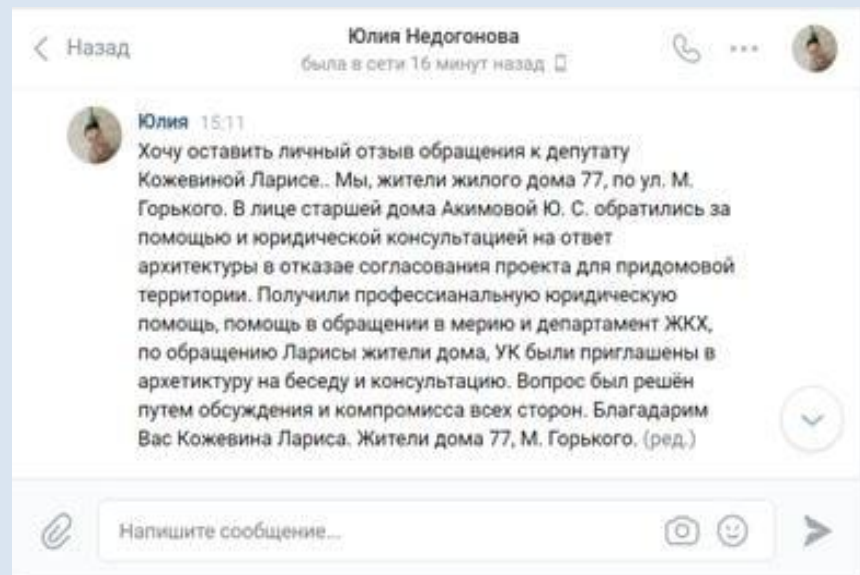 Назад
Юлия Недогонова
была в сети 16 минут назад
Юлия 15:11
Хочу оставить личный отзыв обращения к депутату
Кожевиной Ларисе.. Мы, жители жилого дома 77, по ул. М.
Горького. В лице старшей дома Акимовой Ю. С. обратились за
помощью и юридической консультацией на ответ
архитектуры в отказае согласования проекта для придомовой
территории. Получили профессианальную юридическую
помощь, помощь в обращении в мерию и департамент ЖКХ,
по обращению Ларисы жители дома, УК были приглашены в
архетиктуру на беседу и консультацию. Вопрос был решён
путем обсуждения и компромисса всех сторон. Благадарим
Вас Кожевина Лариса. Жители дома 77, М. Горького. (ред.)
Напишите сообщение...